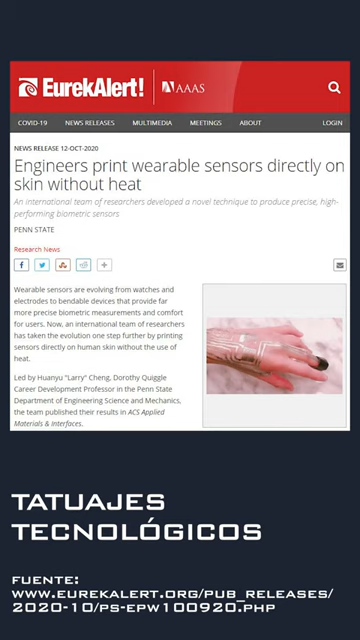 EurekAlert! AAAS
COVID-19 NEWS RELEASES MULTIMEDIA MEETINGS ABOUT LOGIN
NEWS RELEASE 12-OCT-2020
Engineers print wearable sensors directly on
skin without heat
An international team of researchers developed a novel technique to produce precise, high-
performing biometric sensors
PENN STATE
Research News
Wearable sensors are evolving from watches and
electrodes to bendable devices that provide far
more precise biometric measurements and comfort
for users. Now, an international team of researchers
has taken the evolution one step further by printing
sensors directly on human skin without the use of
heat.
Led by Huanyu "Larry" Cheng, Dorothy Quiggle
Career Development Professor in the Penn State
Department of Engineering Science and Mechanics,
the team published their results in ACS Applied
Materials & Interfaces.
TATUAJES
TECNOLÓGICOS
FUENTE:
WWW.EUREKALERT.ORG/PUB_RELEASES/
2020-10/PS-EPW100920.PHP